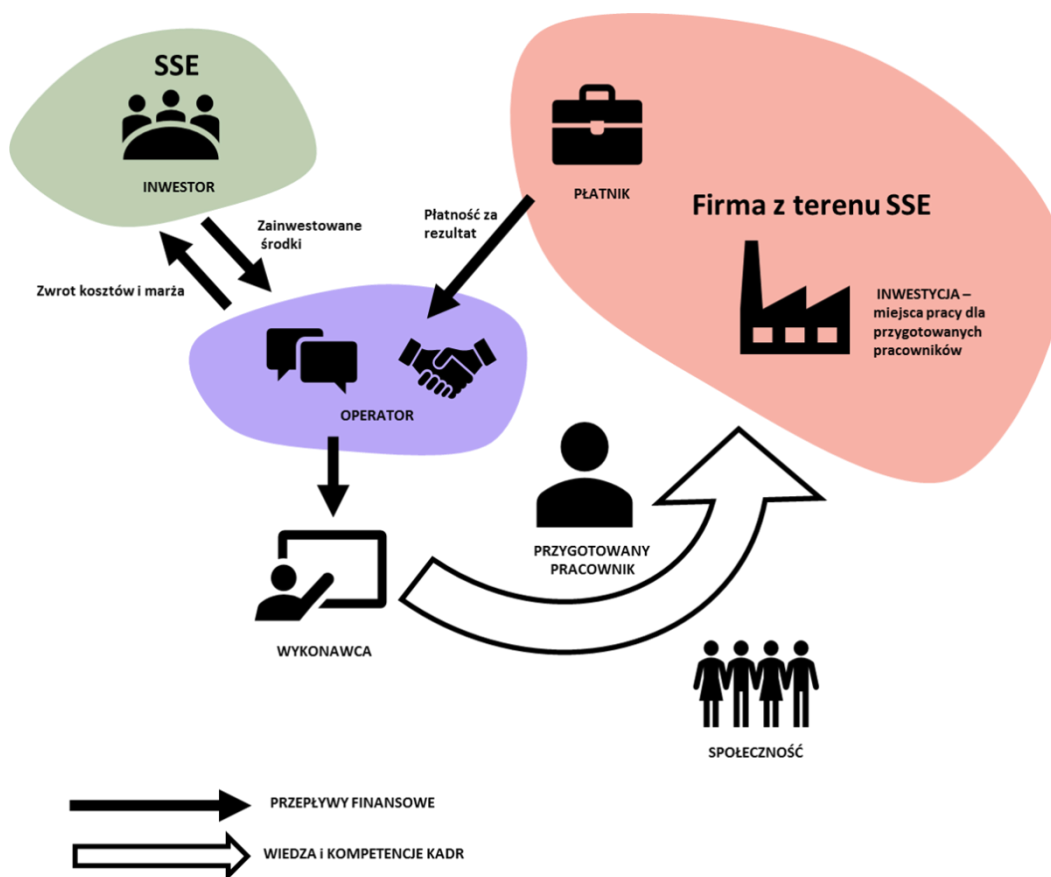 SSE
INWESTOR
PŁATNIK
Firma z terenu SSE
INWESTYCJA –
miejsca pracy dla
przygotowanych
pracowników
Zainwestowane
środki
Płatność za
rezultat
Zwrot kosztów i marża
OPERATOR
PRZYGOTOWANY
PRACOWNIK
WYKONAWCA
SPOŁECZNOŚĆ
PRZEPŁYWY FINANSOWE
WIEDZA i KOMPETENCJE KADR